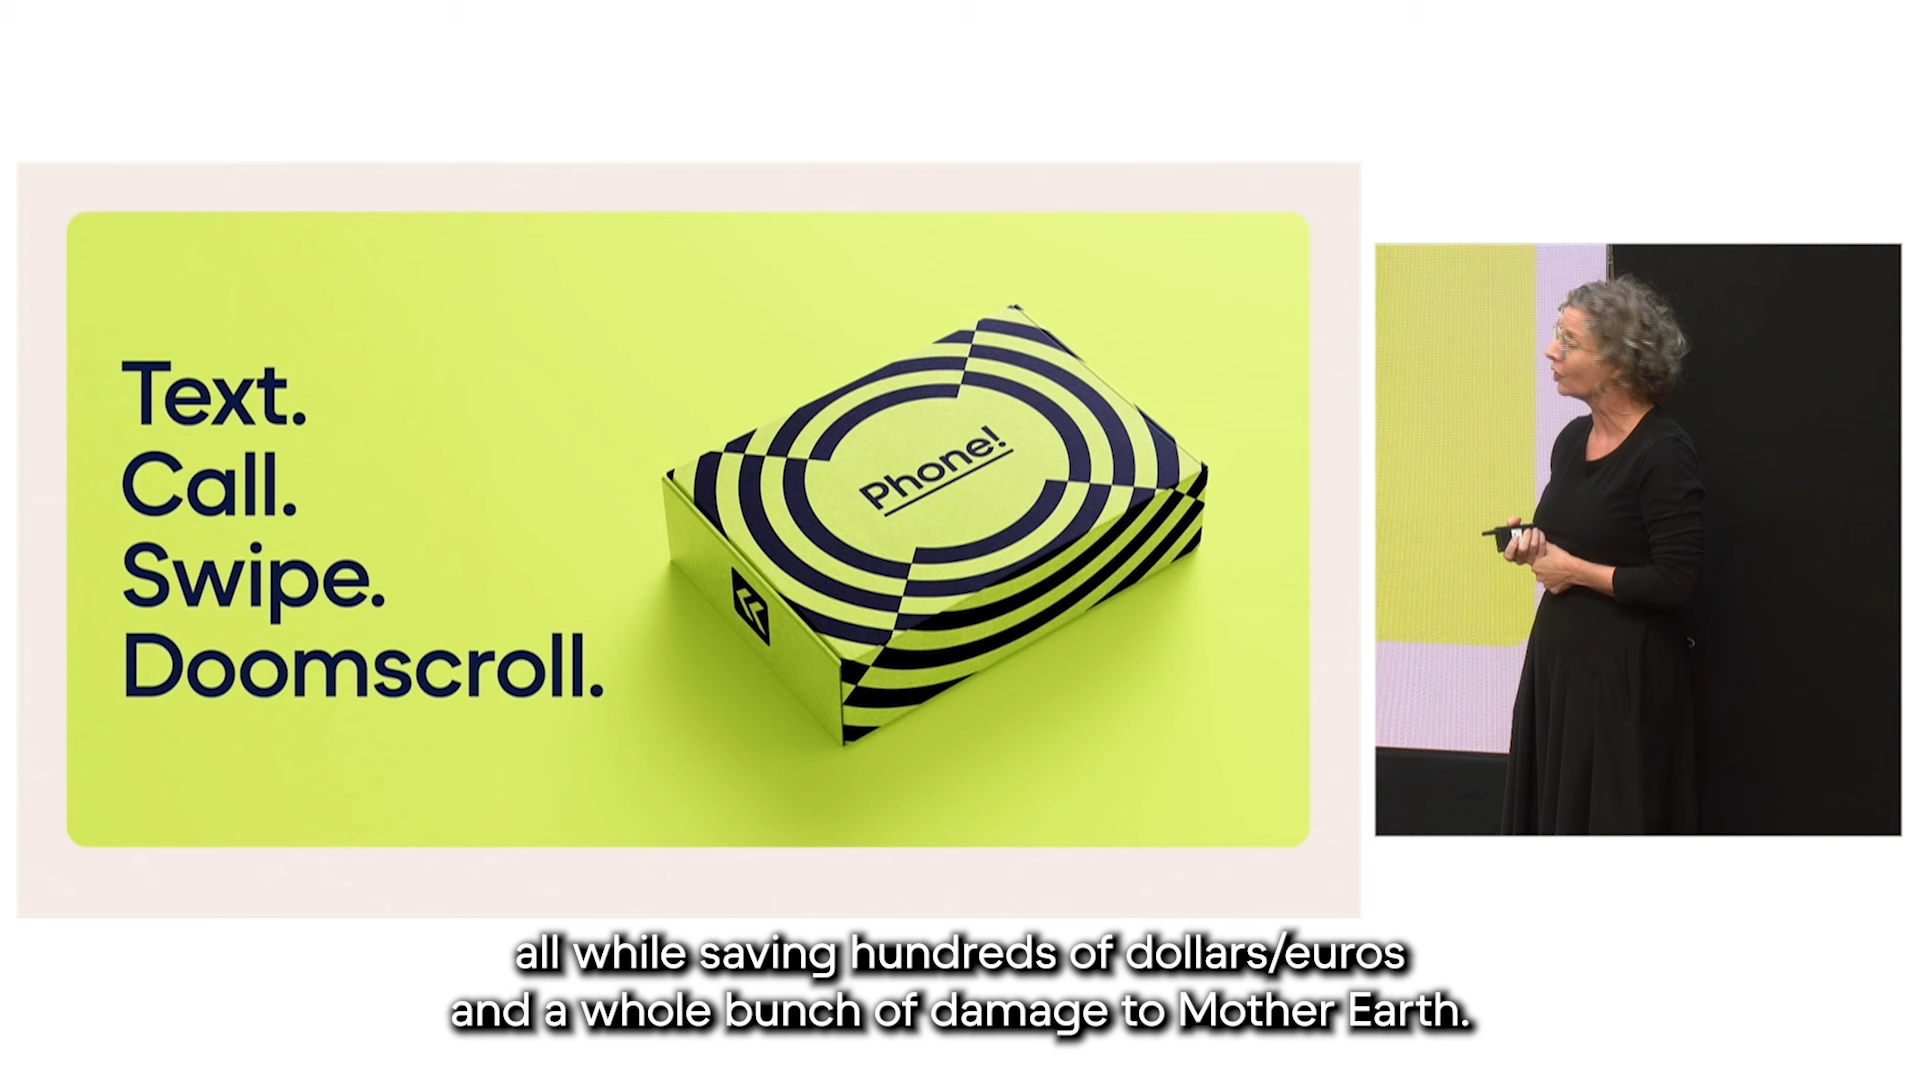 Text.
Call.
Swipe.
Doomscroll.
Phone!
all while saving hundreds of dollars/euros
and a whole bunch of damage to Mother Earth.